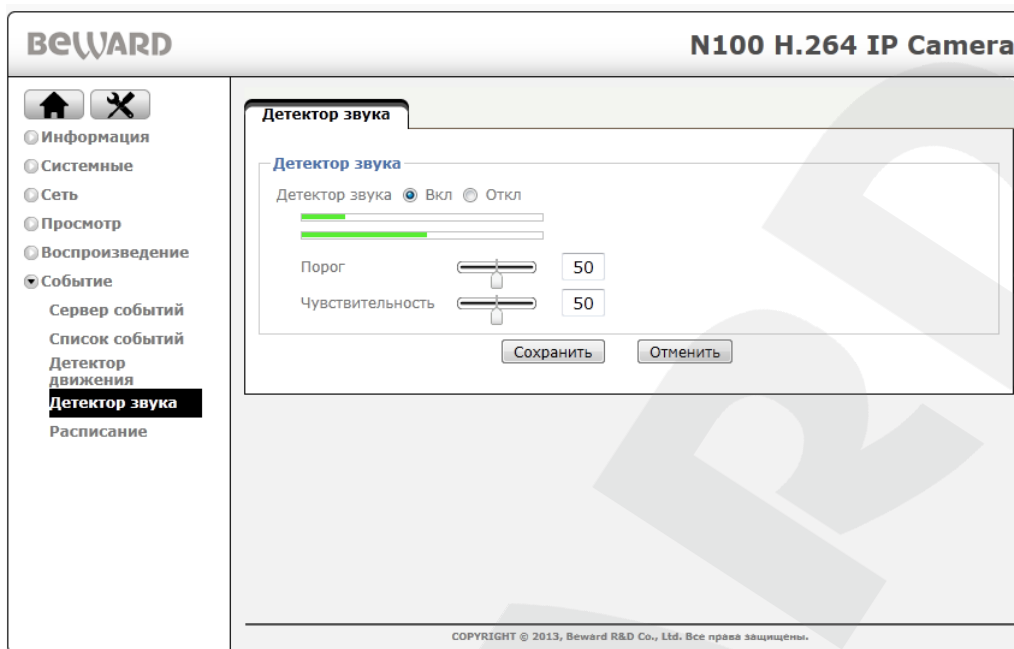 BEWARD
N100 H.264 IP Camera
Информация
Системные
Сеть
Просмотр
Воспроизведение
Событие
Сервер событий
Список событий
Детектор
движения
Детектор звука
Расписание
Детектор звука
Детектор звука
Детектор звука Вкл Откл
Порог 50
Чувствительность 50
Сохранить Отменить
COPYRIGHT © 2013, Beward R&D Co., Ltd. Все права защищены.